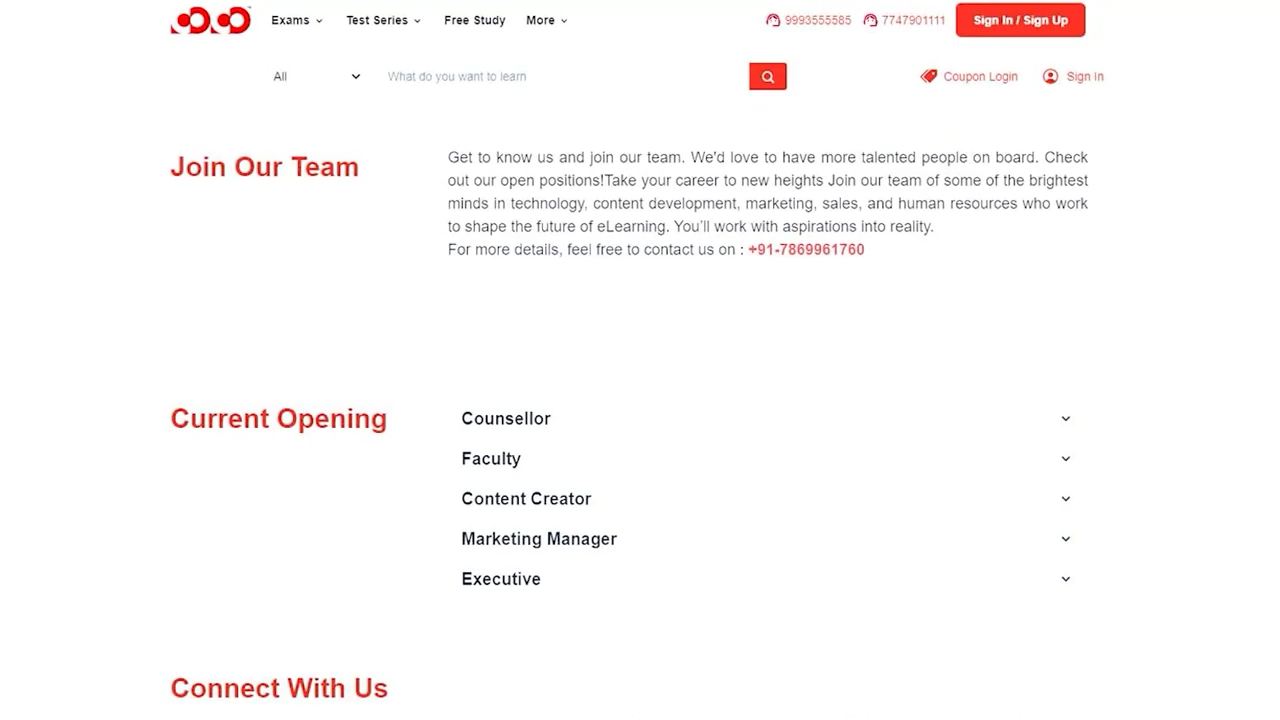 Exams
Test Series
Free Study
More
9993555585
7747901111
Sign In / Sign Up
All
What do you want to learn
Coupon Login
Sign In
Join Our Team
Get to know us and join our team. We'd love to have more talented people on board. Check
out our open positions!Take your career to new heights Join our team of some of the brightest
minds in technology, content development, marketing, sales, and human resources who work
to shape the future of eLearning. You'll work with aspirations into reality.
For more details, feel free to contact us on : +91-7869961760
Current Opening
Counsellor
Faculty
Content Creator
Marketing Manager
Executive
Connect With Us